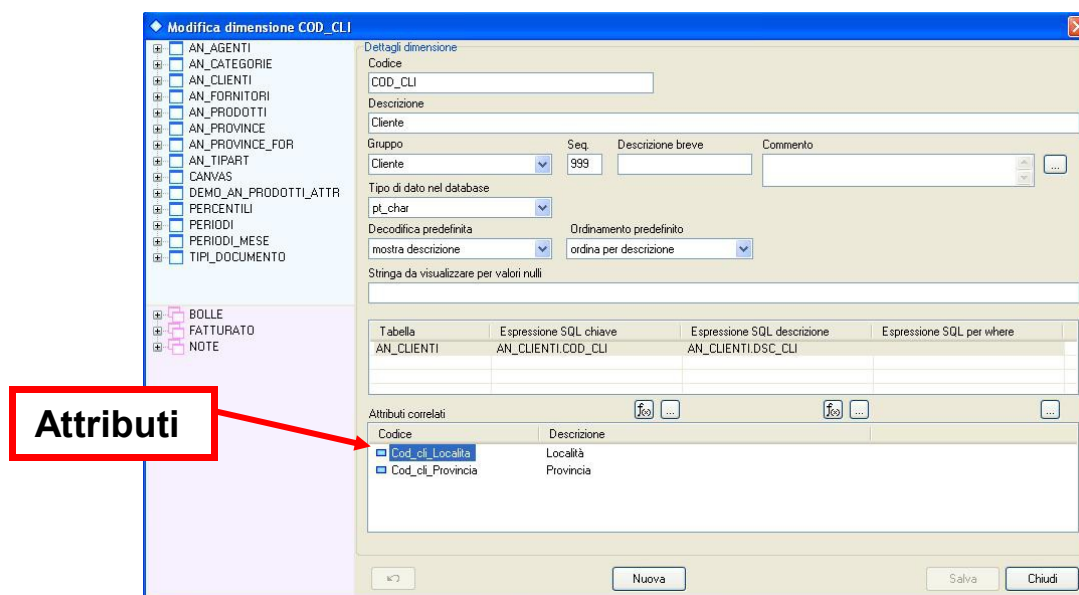 Modifica dimensione COD_CLI
AN_AGENTI
AN_CATEGORIE
AN_CLIENTI
AN_FORNITORI
AN_PRODOTTI
AN_PROVINCE
AN_PROVINCE_FOR
AN_TIPART
CANVAS
DEMO_AN_PRODOTTI_ATTR
PERCENTILI
PERIODI
PERIODI_MESE
TIPI_DOCUMENTO
BOLLE
FATTURATO
NOTE
Attributi
Dettagli dimensione
Codice
COD_CLI
Descrizione
Cliente
Gruppo Seq. Descrizione breve Commento
Cliente 999 ...
Tipo di dato nel database
pt_char
Decodifica predefinita Ordinamento predefinito
mostra descrizione ordina per descrizione
Stringa da visualizzare per valori nulli
Tabella Espressione SQL chiave Espressione SQL descrizione Espressione SQL per where
AN_CLIENTI AN_CLIENTI.COD_CLI AN_CLIENTI.DSC_CLI
Attributi correlati f(x) ... f(x) ... ...
Codice Descrizione
Cod_cli_Localita Località
Cod_cli_Provincia Provincia
Nuova Salva Chiudi